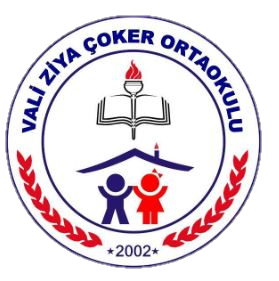 VALİ ZİYA ÇOKER ORTAOKULU
★2002★